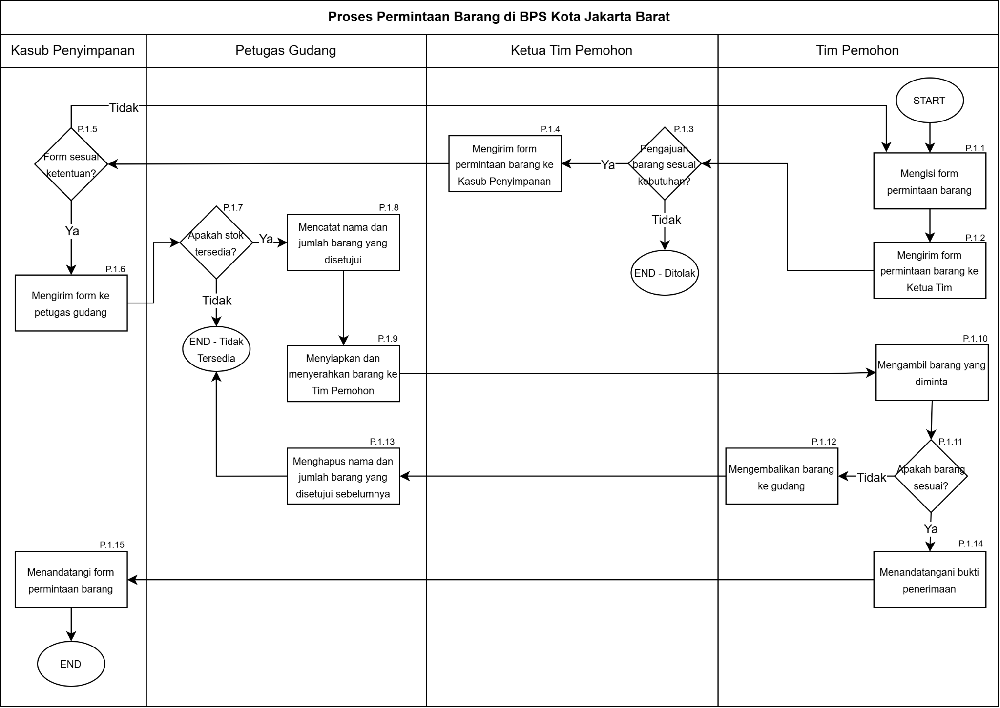 Proses Permintaan Barang di BPS Kota Jakarta Barat
Kasub Penyimpanan
Petugas Gudang
Ketua Tim Pemohon
Tim Pemohon
START
Tidak
P.1.1
Mengisi form
permintaan barang
P.1.2
Mengirim form
permintaan barang ke
Ketua Tim
P.1.3
Pengajuan
barang sesuai
kebutuhan?
Ya
Tidak
END - Ditolak
P.1.4
Mengirim form
permintaan barang ke
Kasub Penyimpanan
P.1.5
Form sesuai
ketentuan?
Ya
P.1.6
Mengirim form ke
petugas gudang
P.1.7
Apakah stok
tersedia?
Ya
Tidak
END - Tidak
Tersedia
P.1.8
Mencatat nama dan
jumlah barang yang
disetujui
P.1.9
Menyiapkan dan
menyerahkan barang ke
Tim Pemohon
P.1.10
Mengambil barang yang
diminta
P.1.11
Apakah barang
sesuai?
Tidak
Ya
P.1.12
Mengembalikan barang
ke gudang
P.1.13
Menghapus nama dan
jumlah barang yang
disetujui sebelumnya
P.1.14
Menandatangani bukti
penerimaan
P.1.15
Menandatangi form
permintaan barang
END